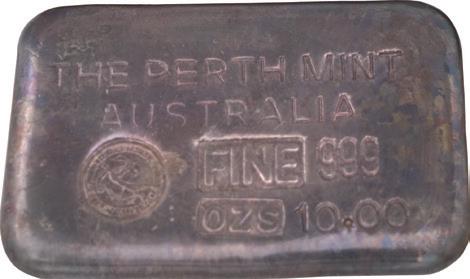 THE PERTH MINT
AUSTRALIA
FINE 999
OZS 10.00